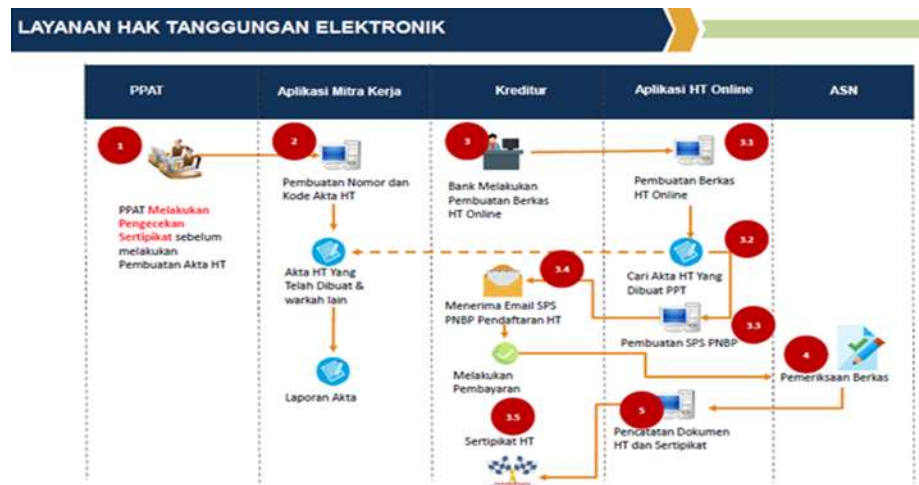 LAYANAN HAK TANGGUNGAN ELEKTRONIK
PPAT
Aplikasi Mitra Kerja
Kreditur
Aplikasi HT Online
ASN
1
2
3
3.1
Pembuatan Nomor dan
Kode Akta HT
Bank Melakukan
Pembuatan Berkas
HT Online
Pembuatan Berkas
HT Online
PPAT Melakukan
Pengecekan
Sertipikat sebelum
melakukan
Pembuatan Akta HT
3.2
Akta HT Yang
Telah Dibuat &
warkah lain
3.4
Cari Akta HT Yang
Dibuat PPT
Menerima Email SPS
PNBP Pendaftaran HT
3.3
Pembuatan SPS PNBP
4
Pemeriksaan Berkas
Laporan Akta
Melakukan
Pembayaran
3.5
Sertipikat HT
5
Pencatatan Dokumen
HT dan Sertipikat